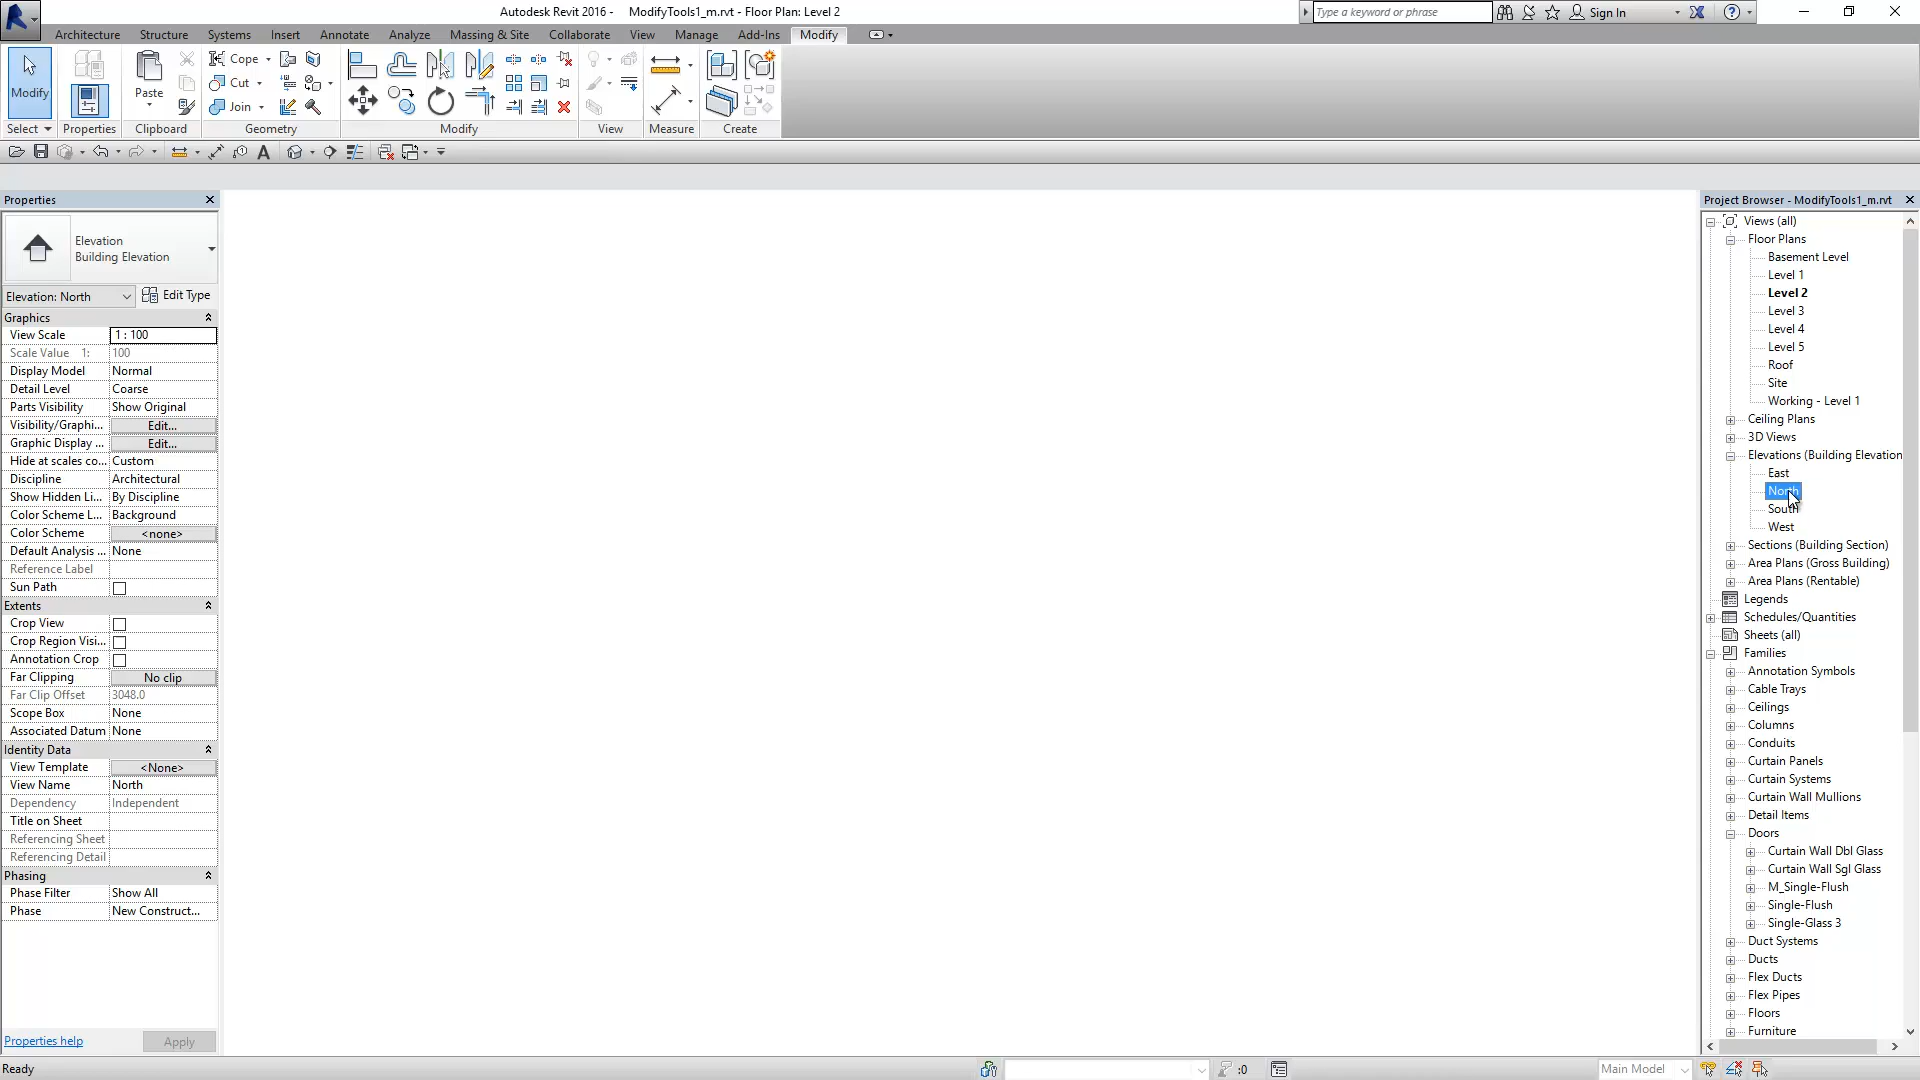 Autodesk Revit 2016 - ModifyTools1_m.rvt - Floor Plan: Level 2
Type a keyword or phrase
Sign In
Architecture Structure Systems Insert Annotate Analyze Massing & Site Collaborate View Manage Add-Ins Modify
Modify
Paste
Cope
Cut
Join
Select Properties Clipboard Geometry Modify View Measure Create
Properties
Elevation
Building Elevation
Elevation: North
Edit Type
Graphics
View Scale 1 : 100
Scale Value 1: 100
Display Model Normal
Detail Level Coarse
Parts Visibility Show Original
Visibility/Graphi... Edit...
Graphic Display ... Edit...
Hide at scales co... Custom
Discipline Architectural
Show Hidden Li... By Discipline
Color Scheme L... Background
Color Scheme <none>
Default Analysis ... None
Reference Label
Sun Path
Extents
Crop View
Crop Region Visi...
Annotation Crop
Far Clipping No clip
Far Clip Offset 3048.0
Scope Box None
Associated Datum None
Identity Data
View Template <None>
View Name North
Dependency Independent
Title on Sheet
Referencing Sheet
Referencing Detail
Phasing
Phase Filter Show All
Phase New Construct...
Properties help
Apply
Project Browser - ModifyTools1_m.rvt
Views (all)
Floor Plans
Basement Level
Level 1
Level 2
Level 3
Level 4
Level 5
Roof
Site
Working - Level 1
Ceiling Plans
3D Views
Elevations (Building Elevation
East
North
South
West
Sections (Building Section)
Area Plans (Gross Building)
Area Plans (Rentable)
Legends
Schedules/Quantities
Sheets (all)
Families
Annotation Symbols
Cable Trays
Ceilings
Columns
Conduits
Curtain Panels
Curtain Systems
Curtain Wall Mullions
Detail Items
Doors
Curtain Wall Dbl Glass
Curtain Wall Sgl Glass
M_Single-Flush
Single-Flush
Single-Glass 3
Duct Systems
Ducts
Flex Ducts
Flex Pipes
Floors
Furniture
Ready
:0
Main Model